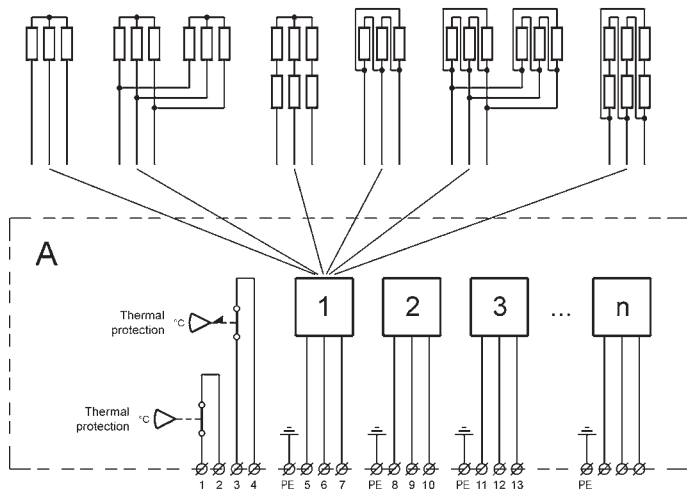 A
1 2 3 ... n
Thermal
protection
°C
Thermal
protection
°C
1 2 3 4 PE 5 6 7 PE 8 9 10 PE 11 12 13 PE